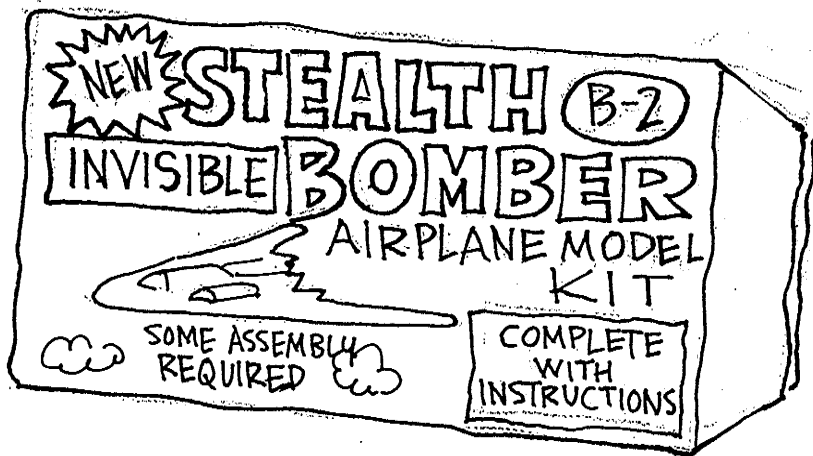 NEW STEALTH B-2
INVISIBLE BOMBER
AIRPLANE MODEL
KIT
SOME ASSEMBLY
REQUIRED
COMPLETE
WITH
INSTRUCTIONS